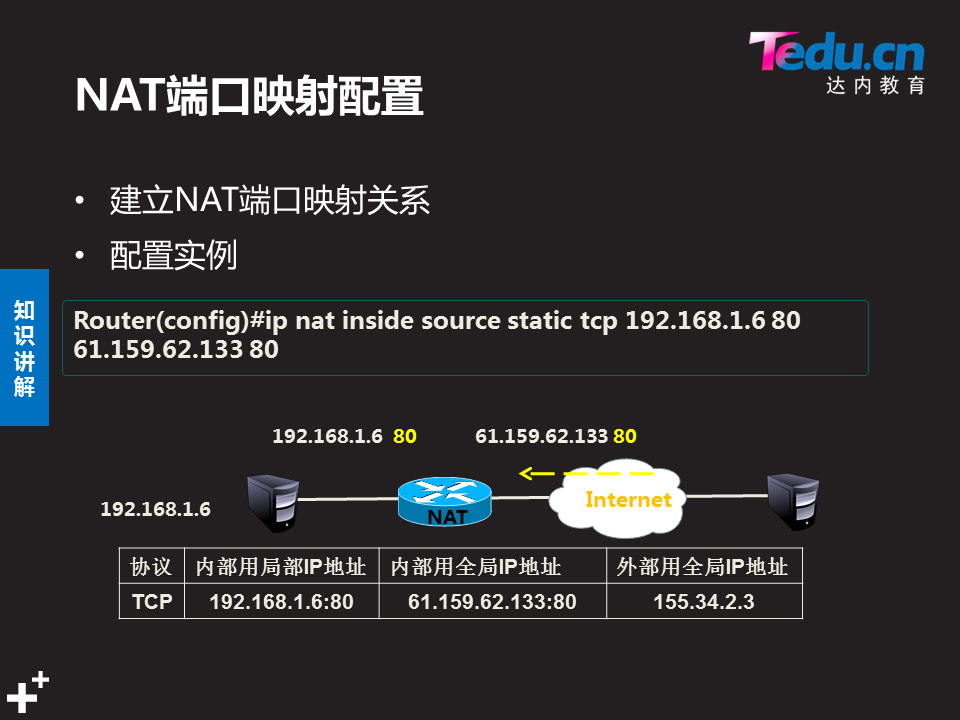 Tedu.cn
达内教育
NAT端口映射配置
• 建立NAT端口映射关系
• 配置实例
知识讲解
Router(config)#ip nat inside source static tcp 192.168.1.6 80
61.159.62.133 80
192.168.1.6 80 61.159.62.133 80
192.168.1.6 NAT Internet
协议 内部用局部IP地址 内部用全局IP地址 外部用全局IP地址
TCP 192.168.1.6:80 61.159.62.133:80 155.34.2.3